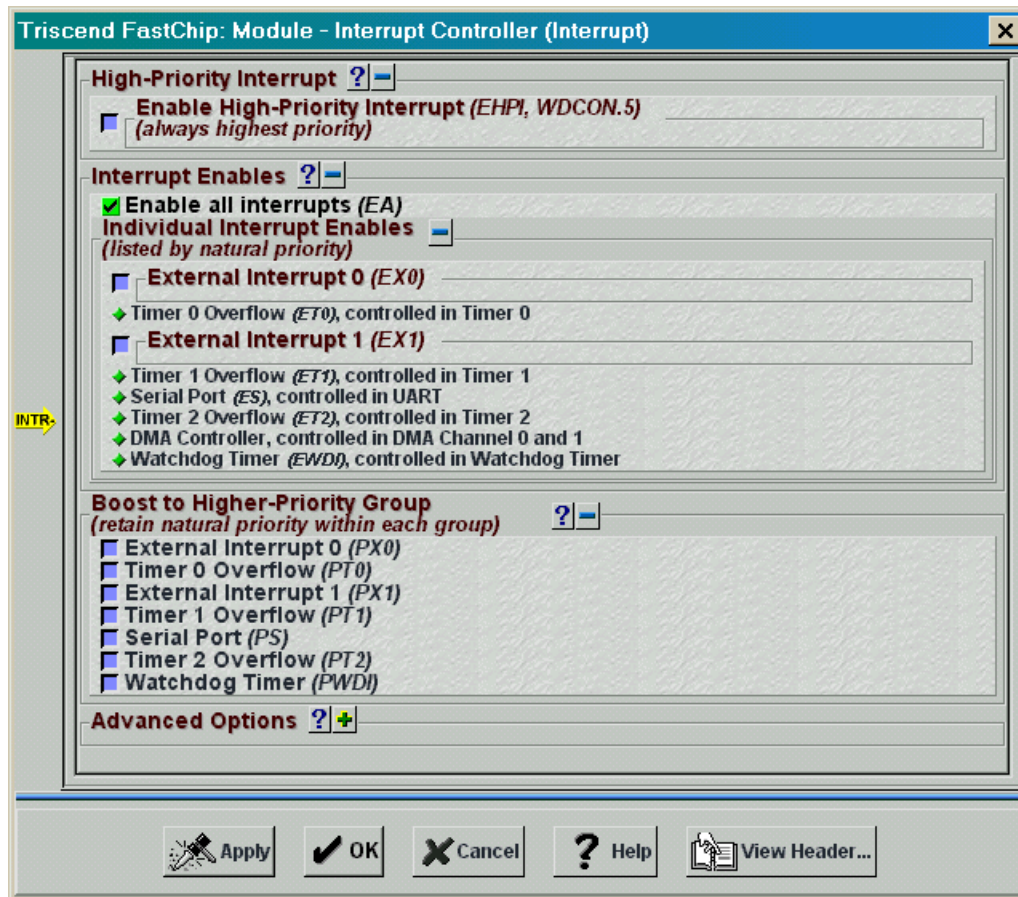 Triscend FastChip: Module - Interrupt Controller (Interrupt)
High-Priority Interrupt ?
Enable High-Priority Interrupt (EHPI, WDCON.5)
(always highest priority)
Interrupt Enables ?
Enable all interrupts (EA)
Individual Interrupt Enables
(listed by natural priority)
External Interrupt 0 (EX0)
Timer 0 Overflow (ET0), controlled in Timer 0
External Interrupt 1 (EX1)
Timer 1 Overflow (ET1), controlled in Timer 1
Serial Port (ES), controlled in UART
INTR-
Timer 2 Overflow (ET2), controlled in Timer 2
DMA Controller, controlled in DMA Channel 0 and 1
Watchdog Timer (EWDI), controlled in Watchdog Timer
Boost to Higher-Priority Group
(retain natural priority within each group) ?
External Interrupt 0 (PX0)
Timer 0 Overflow (PT0)
External Interrupt 1 (PX1)
Timer 1 Overflow (PT1)
Serial Port (PS)
Timer 2 Overflow (PT2)
Watchdog Timer (PWDI)
Advanced Options ?
Apply OK Cancel ? Help View Header...